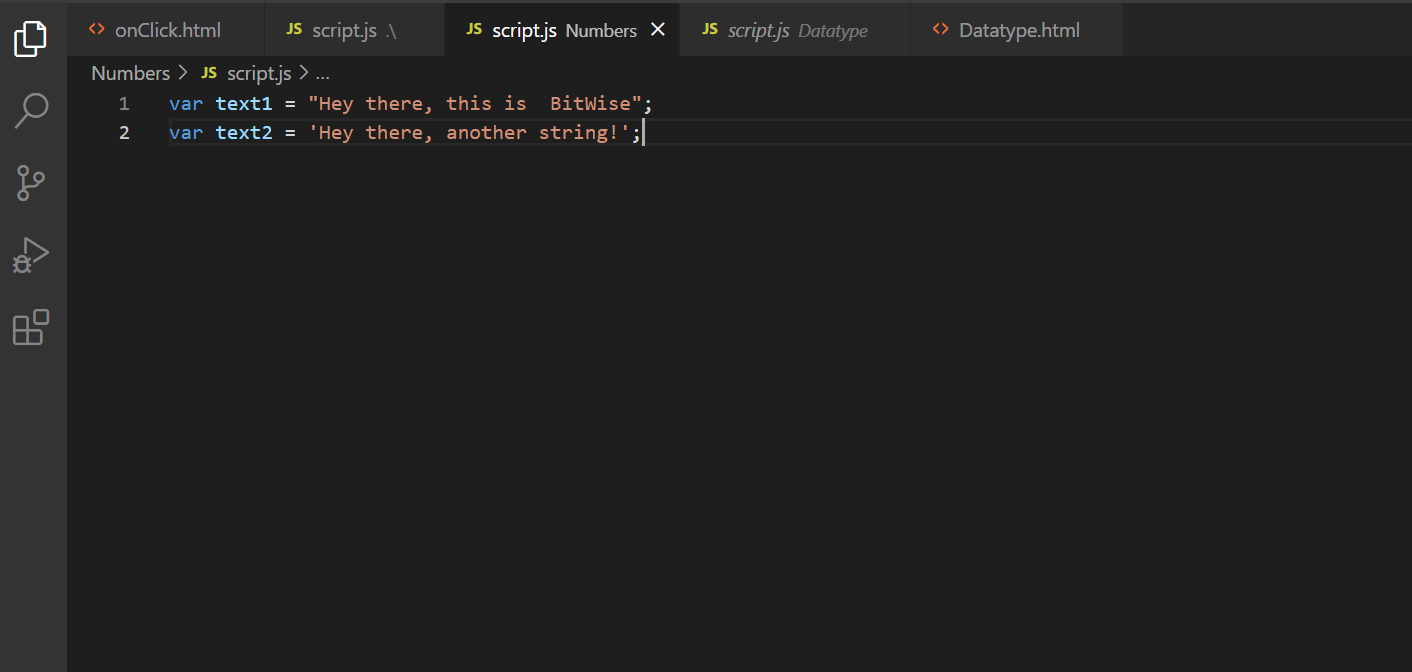 <> onClick.html JS script.js .\ JS script.js Numbers JS script.js Datatype <> Datatype.html
Numbers > JS script.js > ...
1 var text1 = "Hey there, this is  BitWise";
2 var text2 = 'Hey there, another string!';